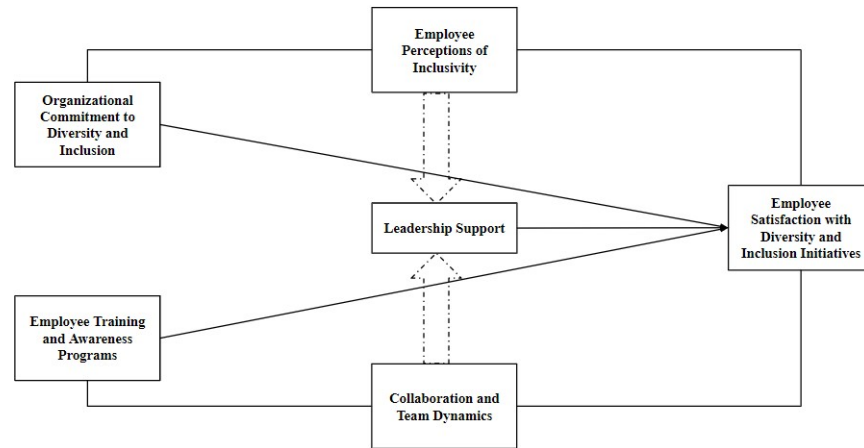 Employee
Perceptions of
Inclusivity
Organizational
Commitment to
Diversity and
Inclusion
Leadership Support
Employee
Satisfaction with
Diversity and
Inclusion Initiatives
Employee Training
and Awareness
Programs
Collaboration and
Team Dynamics